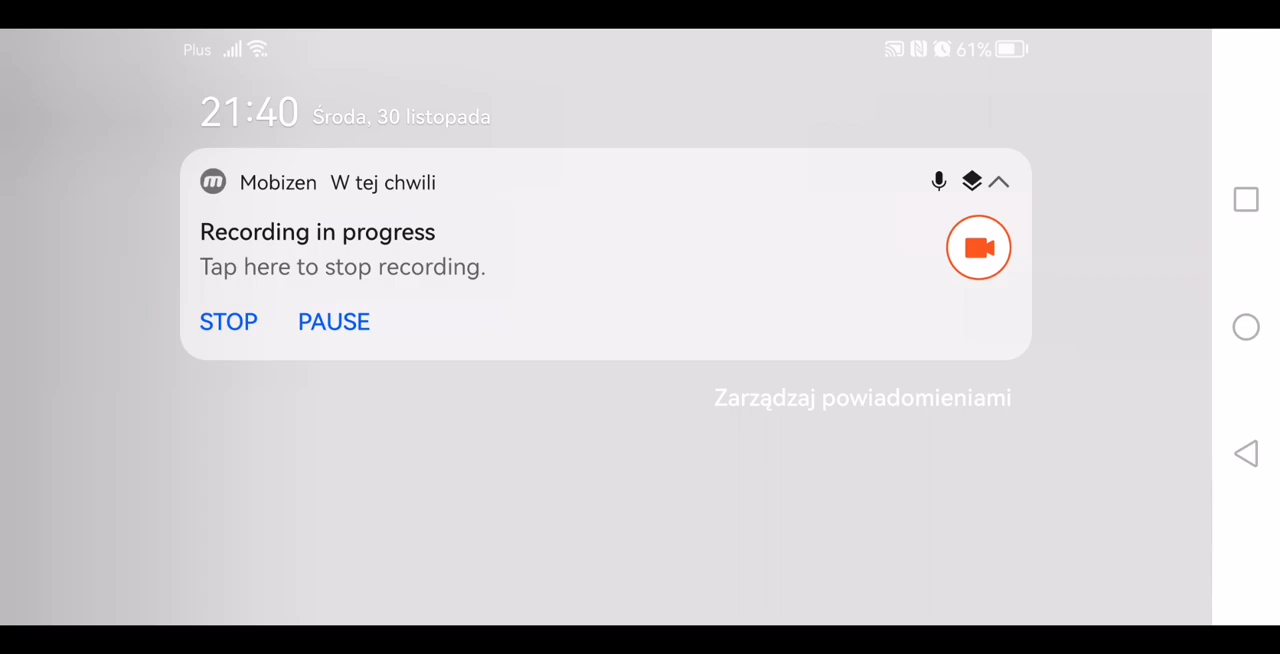 Plus 61%
21:40 Środa, 30 listopada
Mobizen W tej chwili
Recording in progress
Tap here to stop recording.
STOP PAUSE
Zarządzaj powiadomieniami